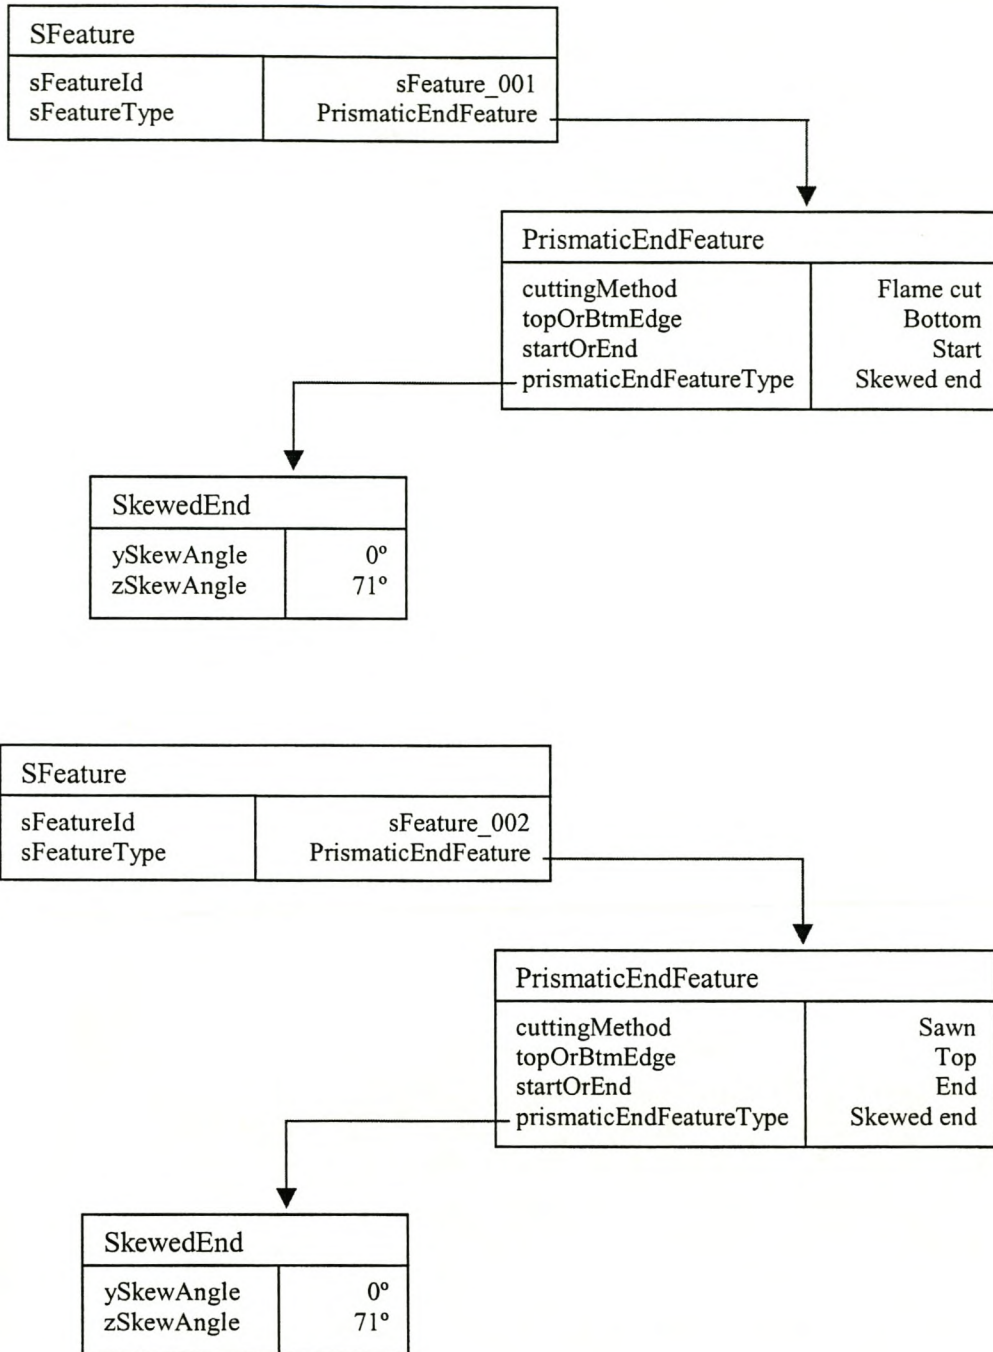 SFeature
sFeatureId sFeature_001
sFeatureType PrismaticEndFeature
PrismaticEndFeature
cuttingMethod Flame cut
topOrBtmEdge Bottom
startOrEnd Start
prismaticEndFeatureType Skewed end
SkewedEnd
ySkewAngle 0º
zSkewAngle 71º
SFeature
sFeatureId sFeature_002
sFeatureType PrismaticEndFeature
PrismaticEndFeature
cuttingMethod Sawn
topOrBtmEdge Top
startOrEnd End
prismaticEndFeatureType Skewed end
SkewedEnd
ySkewAngle 0º
zSkewAngle 71º